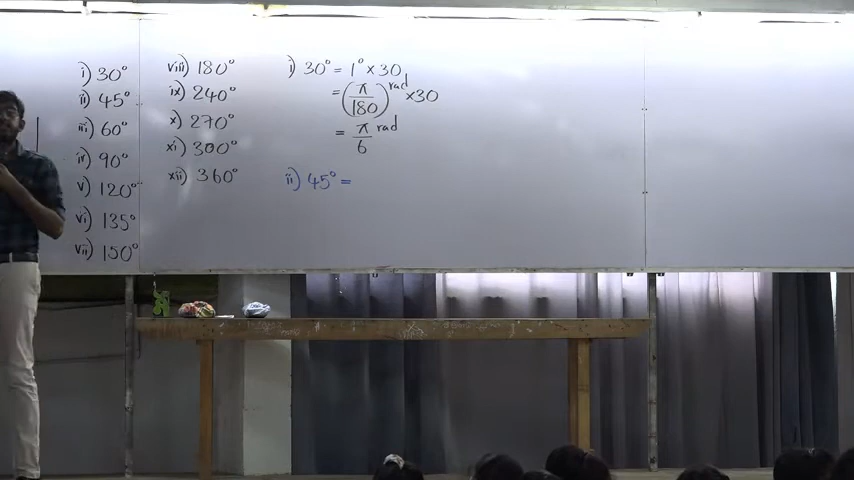 i) 30°
ii) 45°
iii) 60°
iv) 90°
v) 120°
vi) 135°
vii) 150°
viii) 180°
ix) 240°
x) 270°
xi) 300°
xii) 360°
i) 30° = 1° × 30
= (π/180)^rad × 30
= π/6 rad
ii) 45° =